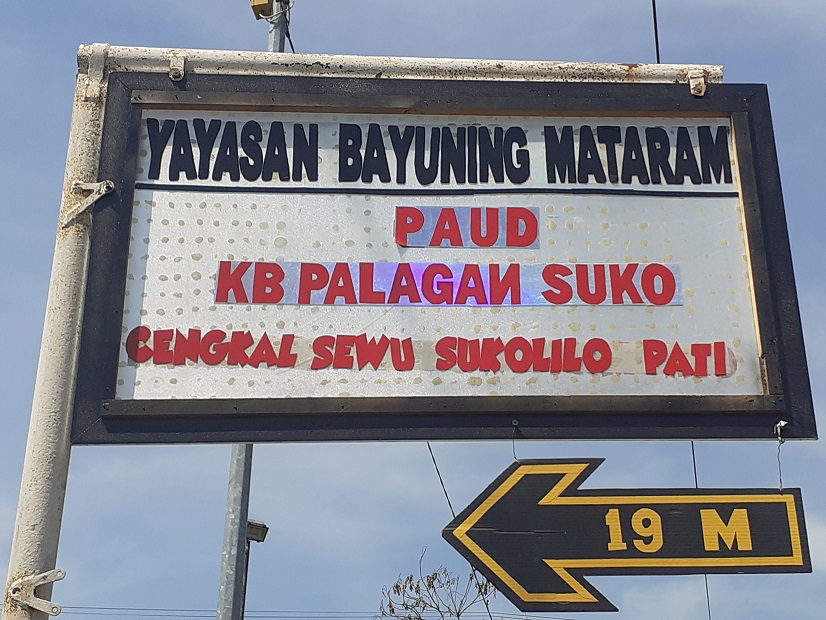 YAYASAN BAYUNING MATARAM
PAUD
KB PALAGAN SUKO
CENGKAL SEWU SUKOLILO PATI
19 M